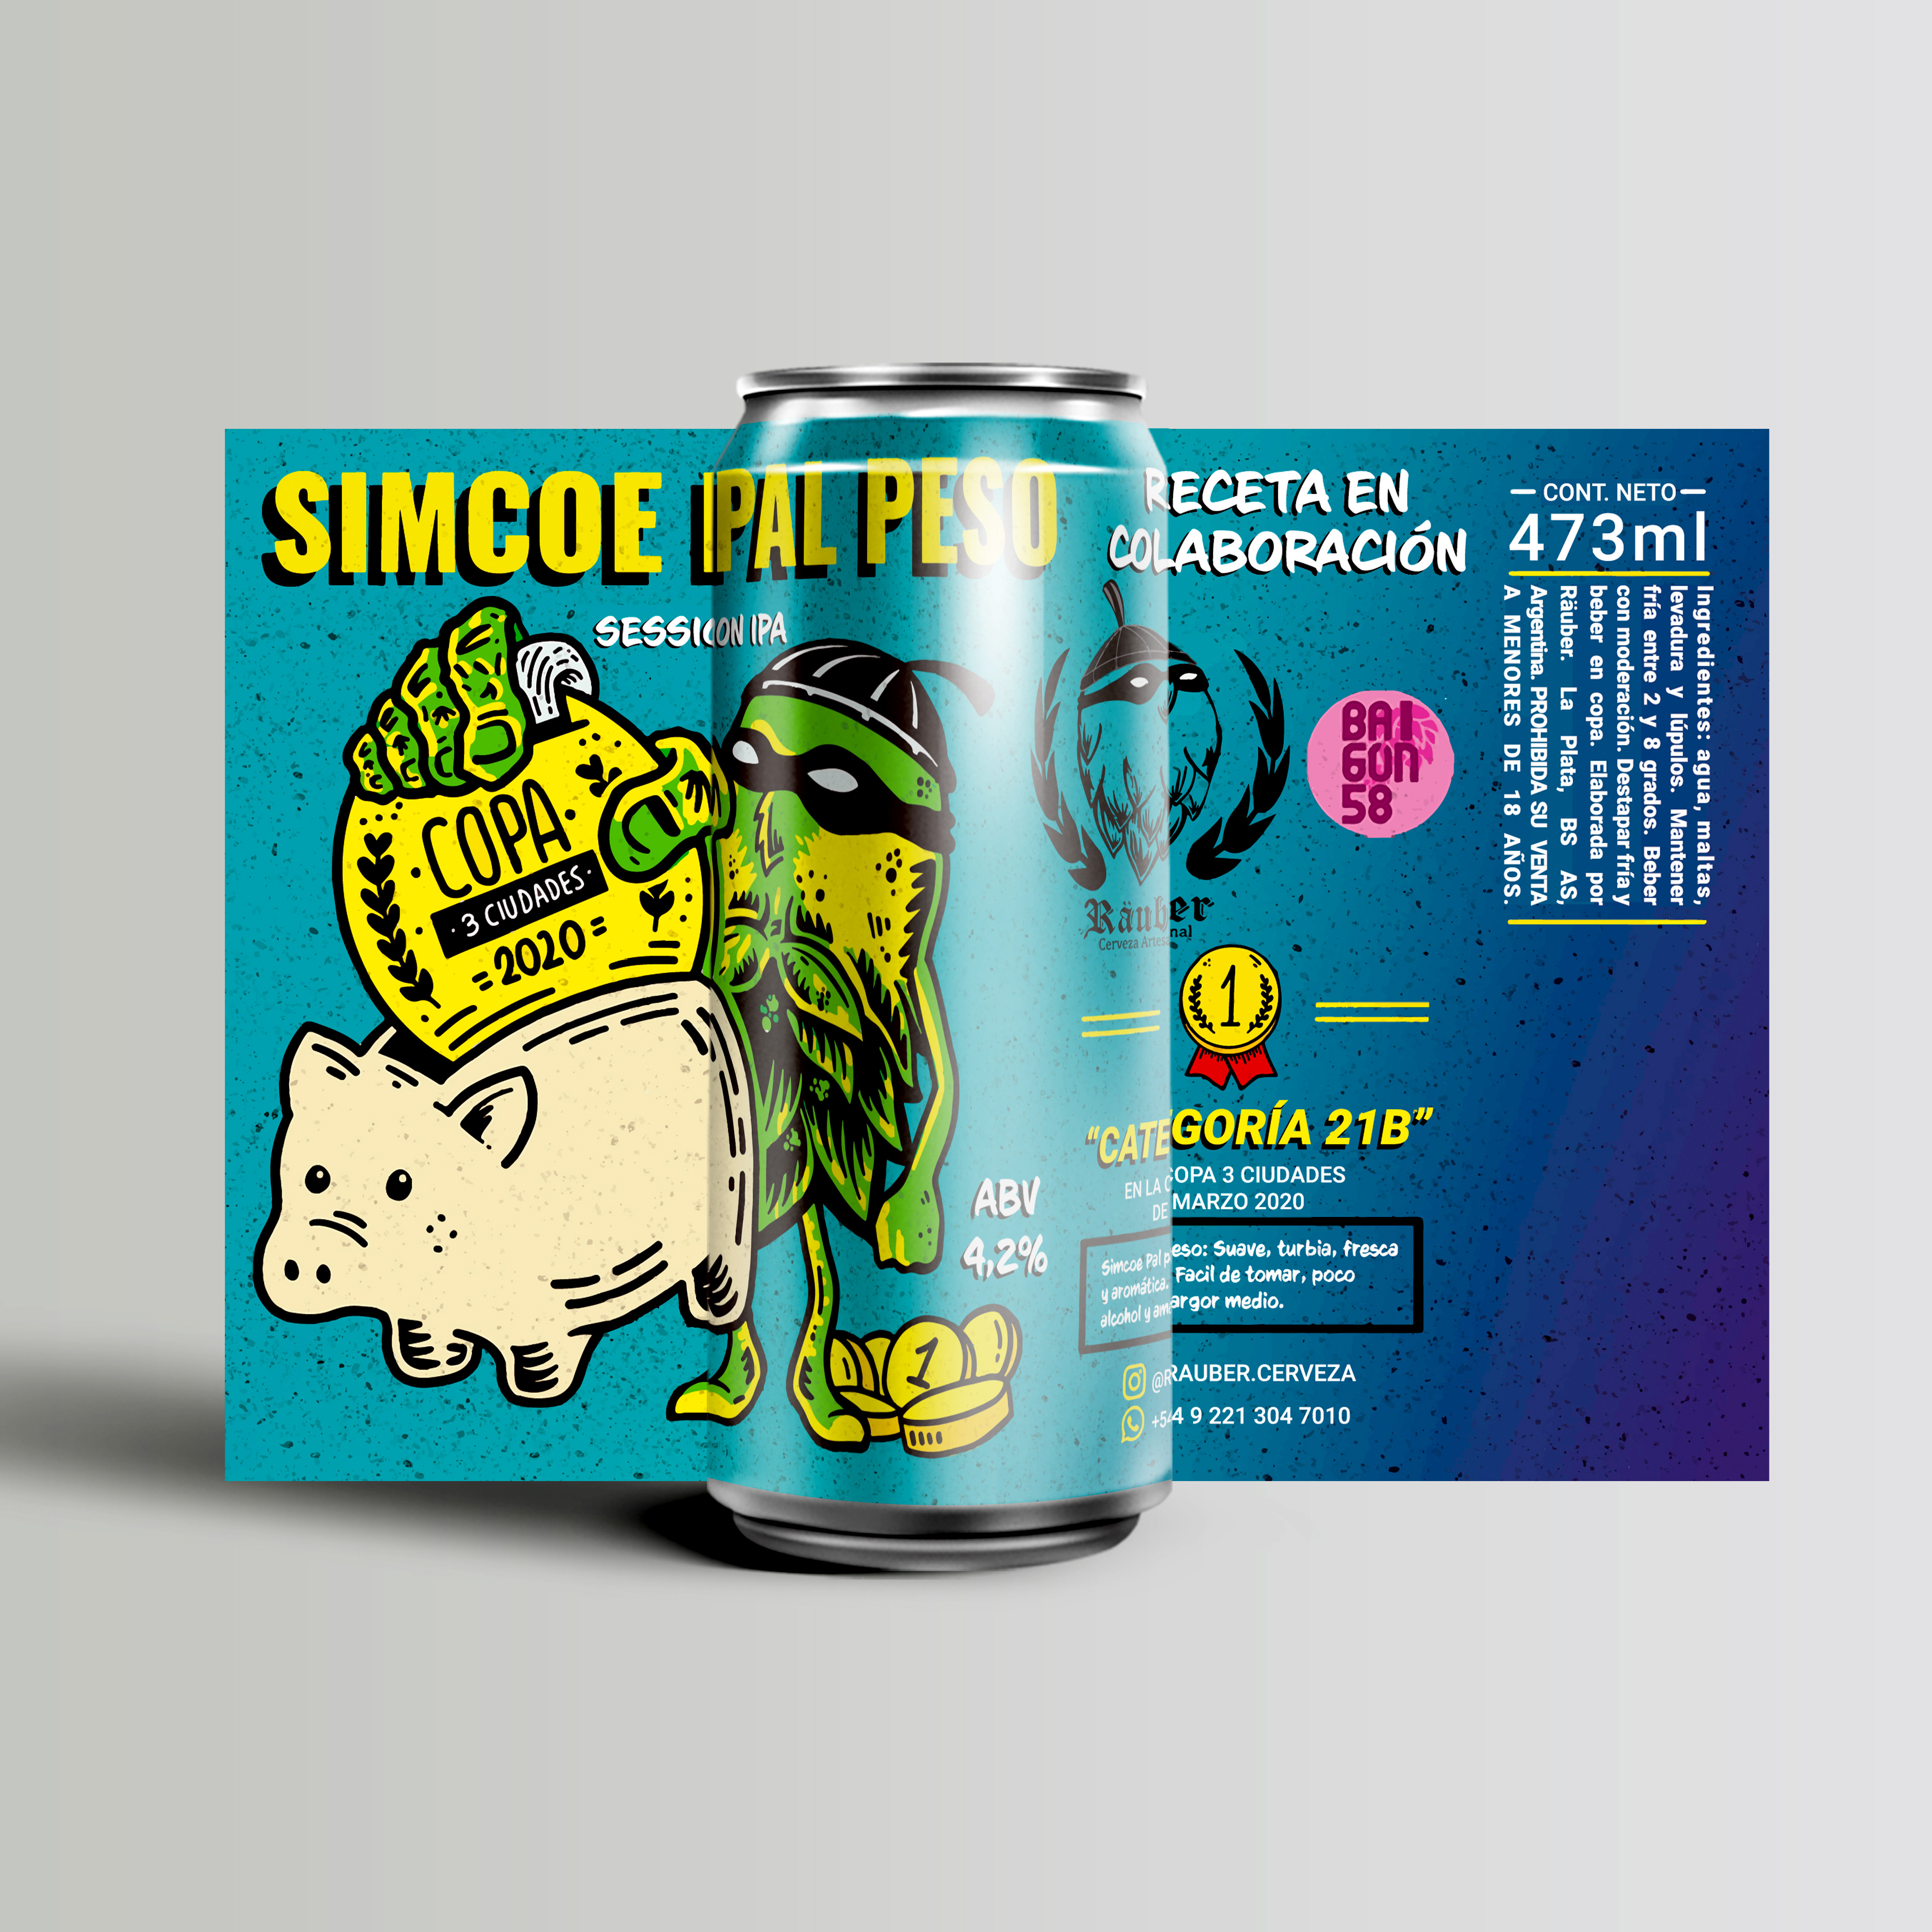 SIMCOE PAL PESO
SESSION IPA
COPA
3 CIUDADES
2020
ABV
4,2%
1
RECETA EN
COLABORACIÓN
Räuber
Cerveza Artesanal
BAI
GON
58
1
“CATEGORÍA 21B”
EN LA COPA 3 CIUDADES
DE MARZO 2020
Simcoe Pal peso: Suave, turbia, fresca
y aromática. Facil de tomar, poco
alcohol y amargor medio.
@RAUBER.CERVEZA
+54 9 221 304 7010
CONT. NETO
473ml
Ingredientes: agua, maltas,
levadura y lúpulos. Mantener
fría entre 2 y 8 grados. Beber
con moderación. Destapar fría y
beber en copa. Elaborada por
Räuber. La Plata, BS AS,
Argentina. PROHIBIDA SU VENTA
A MENORES DE 18 AÑOS.